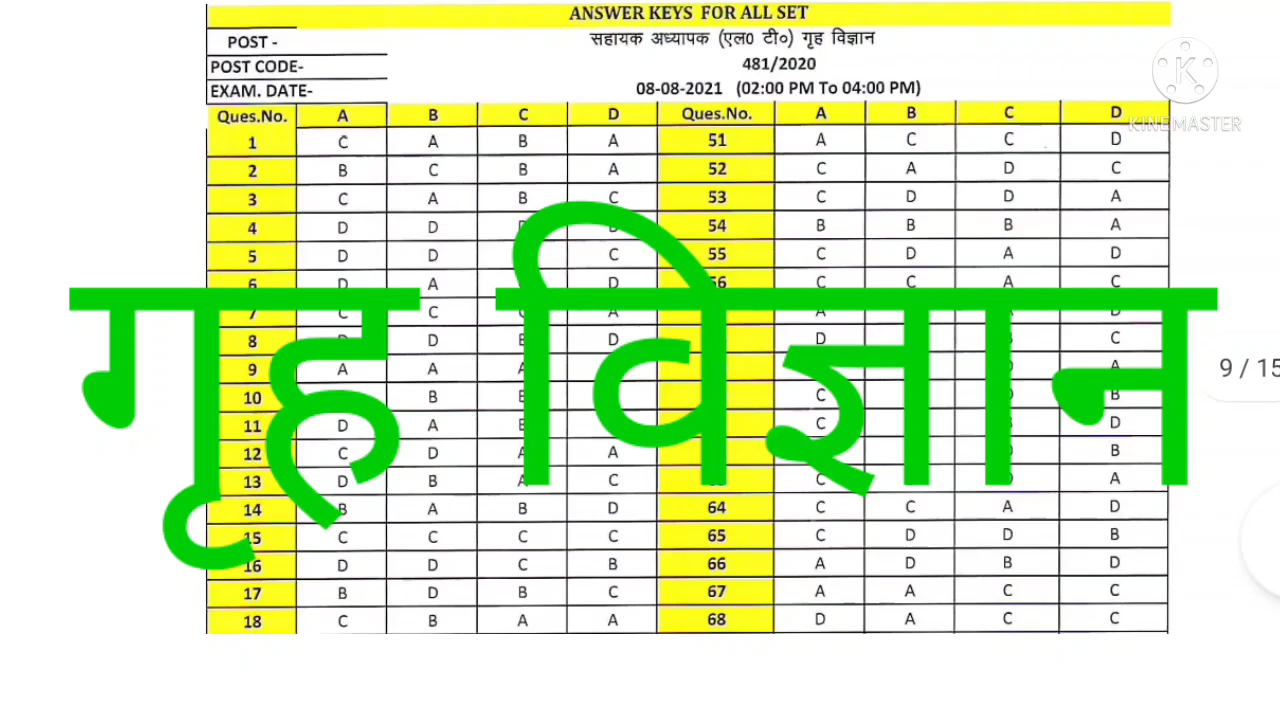 ANSWER KEYS FOR ALL SET
POST - सहायक अध्यापक (एल0 टी०) गृह विज्ञान
POST CODE- 481/2020
EXAM. DATE- 08-08-2021 (02:00 PM To 04:00 PM)
KINEMASTER
Ques.No. A B C D Ques.No. A B C D
1 C A B A 51 A C C D
2 B C B A 52 C A D C
3 C A B C 53 C D D A
4 D D 54 B B B A
5 D D C 55 C D A D
6 D A D 56 C C A C
7 C C A
8 D D D D C
9 A A A
10 B C B
11 D A C D
12 C D A B
13 D B A C C A
14 B A B D 64 C C A D
15 C C C C 65 C D D B
16 D D C B 66 A D B D
17 B D B C 67 A A C C
18 C B A A 68 D A C C
गृह विज्ञान
9 / 15